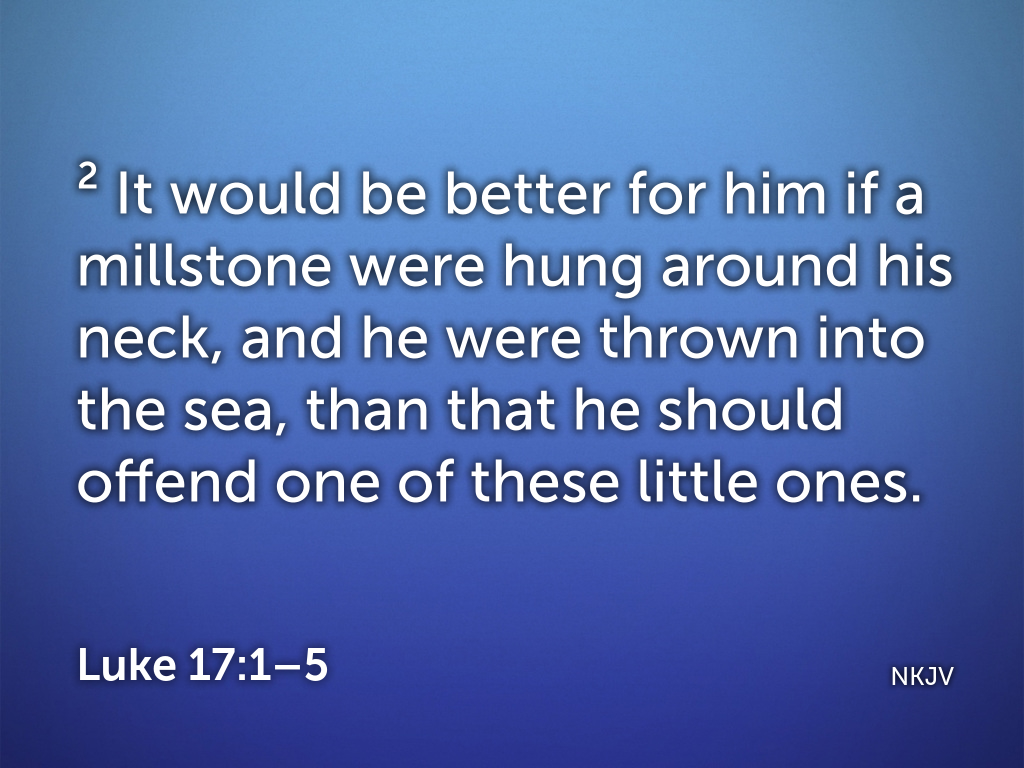 ² It would be better for him if a
millstone were hung around his
neck, and he were thrown into
the sea, than that he should
offend one of these little ones.
Luke 17:1–5
NKJV